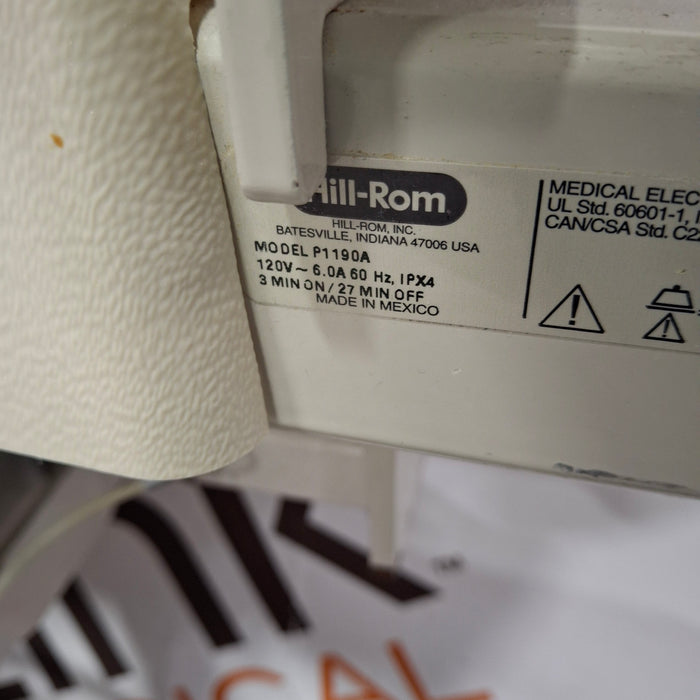 Hill-Rom
HILL-ROM, INC.
BATESVILLE, INDIANA 47006 USA
MODEL P1190A
120V~ 6.0A 60 Hz, IPX4
3 MIN ON / 27 MIN OFF
MADE IN MEXICO
MEDICAL ELEC
UL Std. 60601-1,
CAN/CSA Std. C2
TM